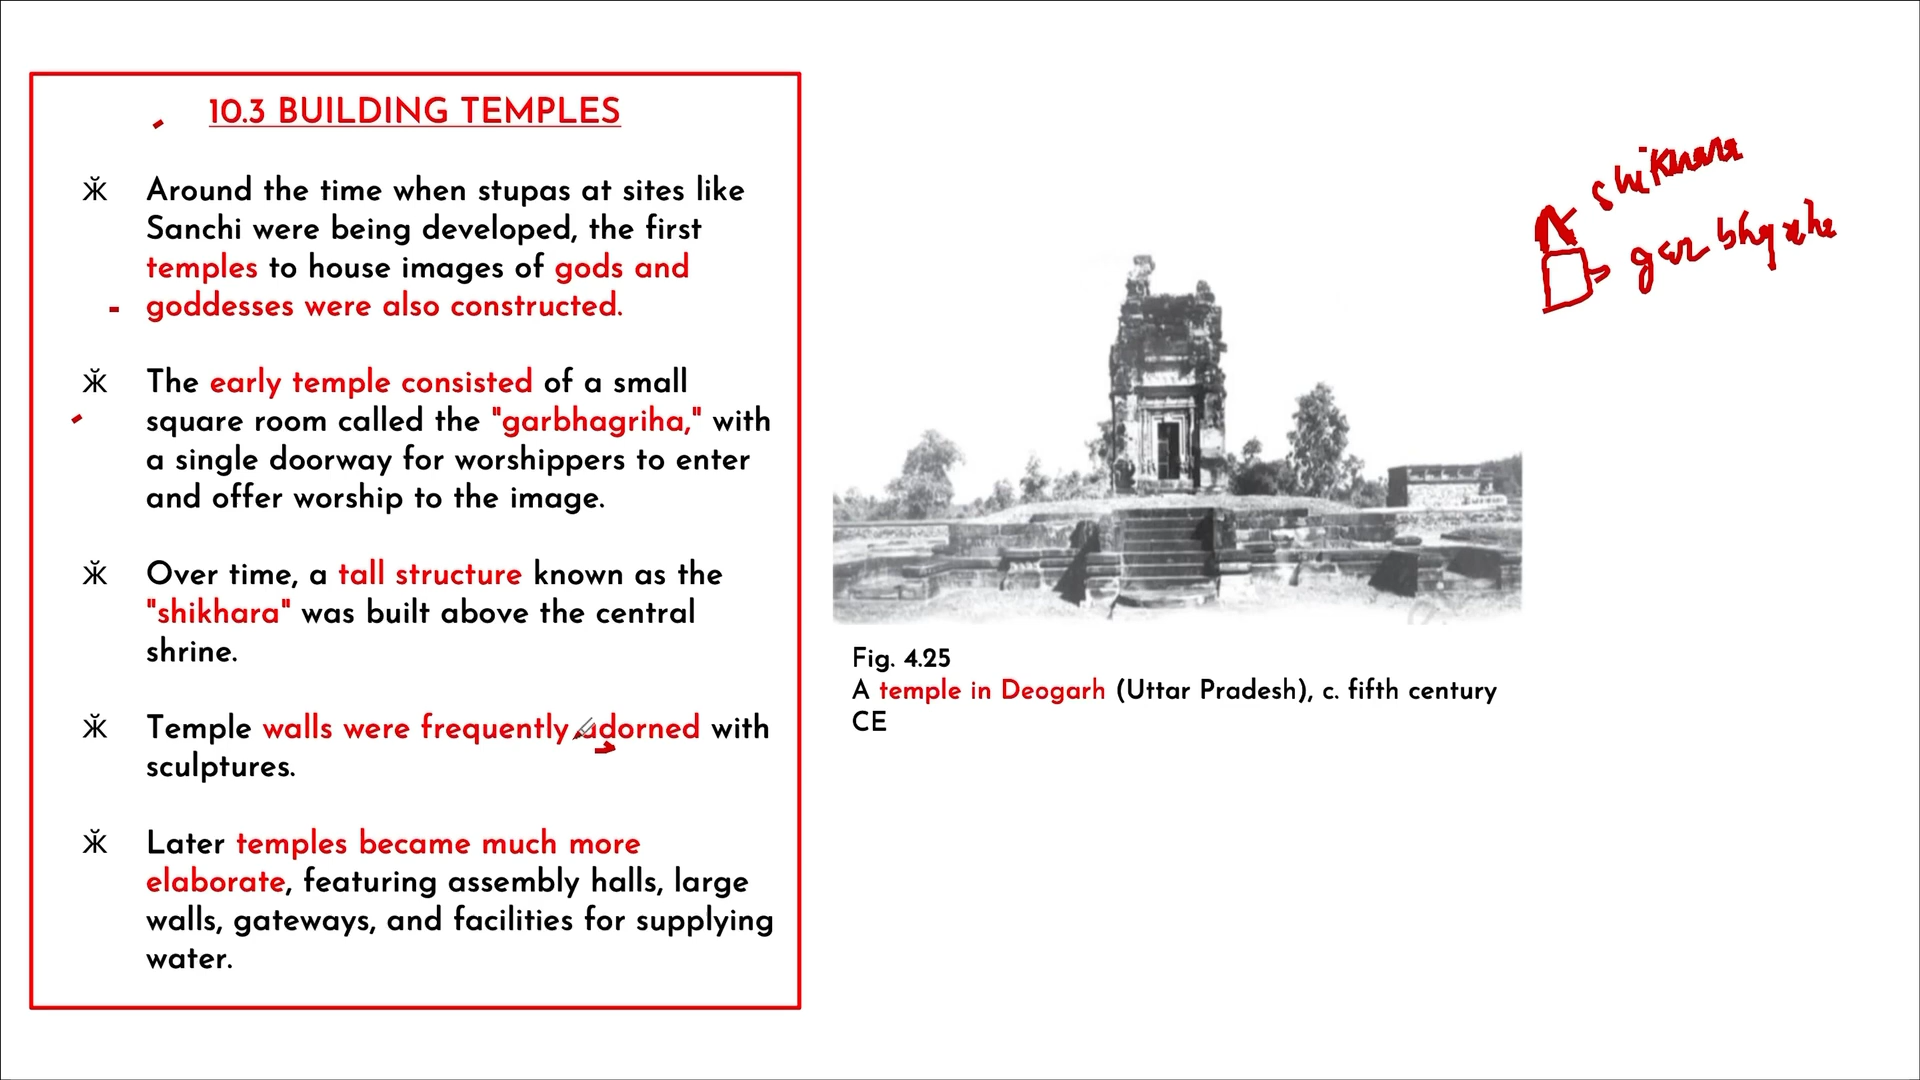 10.3 BUILDING TEMPLES
Around the time when stupas at sites like
Sanchi were being developed, the first
temples to house images of gods and
goddesses were also constructed.
The early temple consisted of a small
square room called the "garbhagriha," with
a single doorway for worshippers to enter
and offer worship to the image.
Over time, a tall structure known as the
"shikhara" was built above the central
shrine.
Temple walls were frequently adorned with
sculptures.
Later temples became much more
elaborate, featuring assembly halls, large
walls, gateways, and facilities for supplying
water.
Fig. 4.25
A temple in Deogarh (Uttar Pradesh), c. fifth century
CE
shikhara